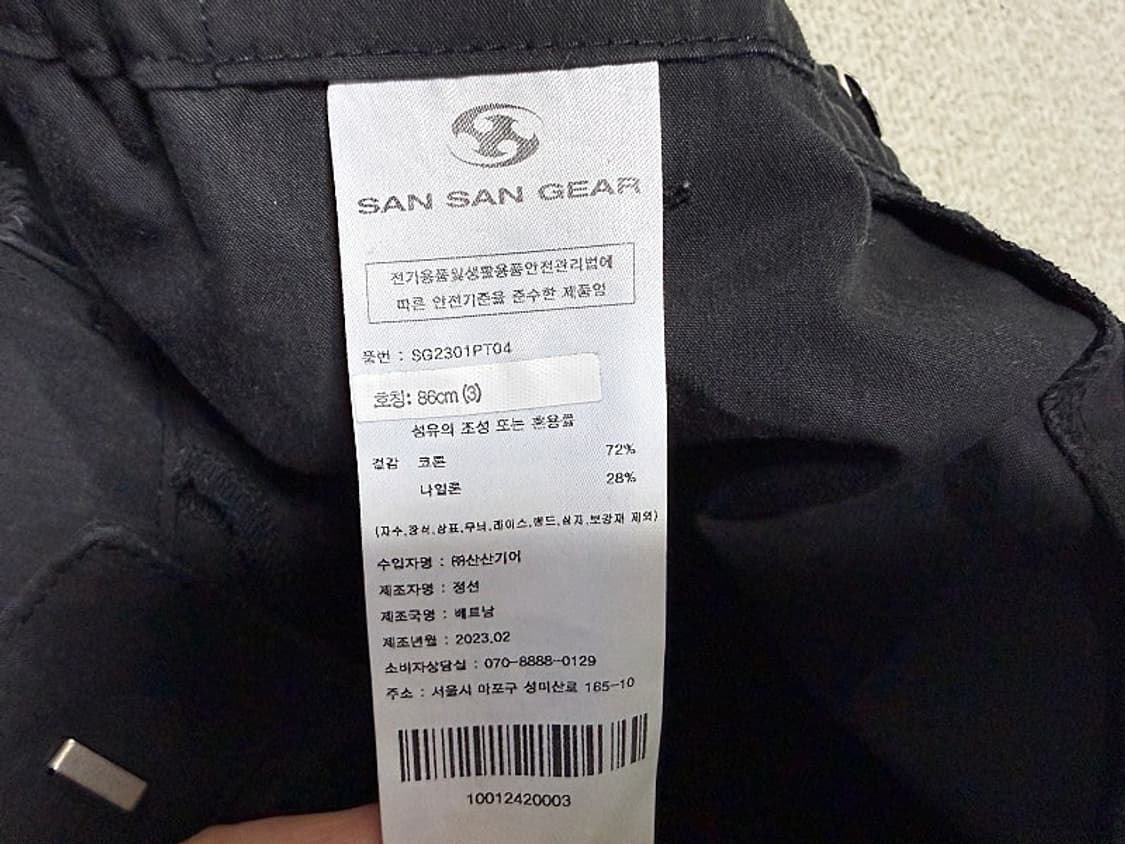 SAN SAN GEAR
전기용품및생활용품안전관리법에
따른 안전기준을 준수한 제품임
품번 : SG2301PT04
호칭: 86cm (3)
섬유의 조성 또는 혼용률
겉감 코튼 72%
나일론 28%
(자수,장식,상표,무늬,레이스,밴드,심지,보강재 제외)
수입자명 : ㈜산산기어
제조자명 : 정선
제조국명 : 베트남
제조년월 : 2023.02
소비자상담실 : 070-8888-0129
주소 : 서울시 마포구 성미산로 165-10
10012420003